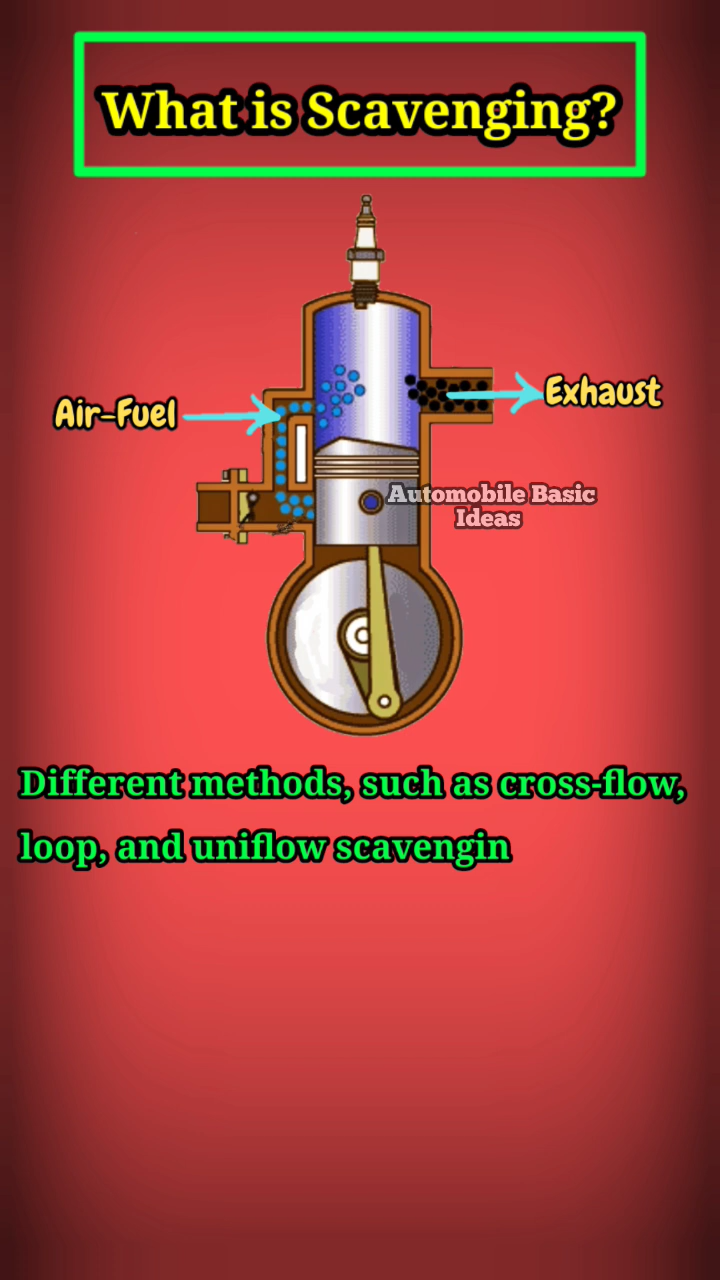 What is Scavenging?
Air-Fuel
Exhaust
Automobile Basic
Ideas
Different methods, such as cross-flow,
loop, and uniflow scavengin